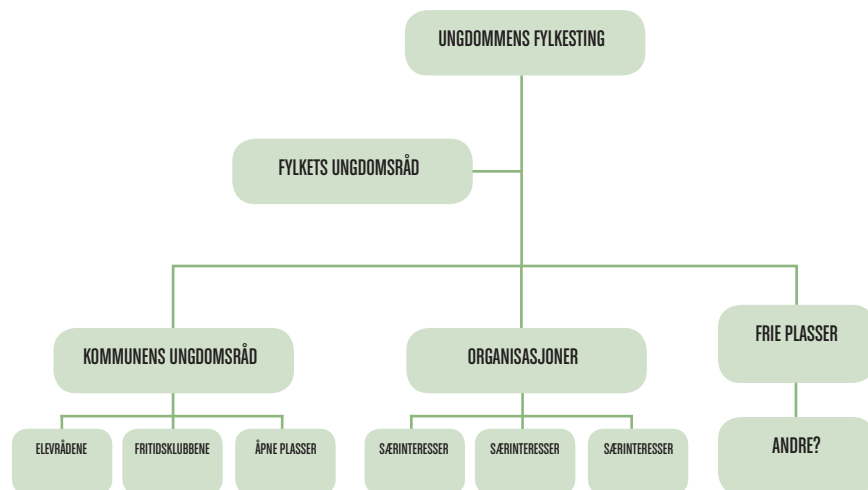 UNGDOMMENS FYLKESTING
FYLKETS UNGDOMSRÅD
KOMMUNENS UNGDOMSRÅD
ORGANISASJONER
FRIE PLASSER
ELEVRÅDENE
FRITIDSKLUBBENE
ÅPNE PLASSER
SÆRINTERESSER
SÆRINTERESSER
SÆRINTERESSER
ANDRE?